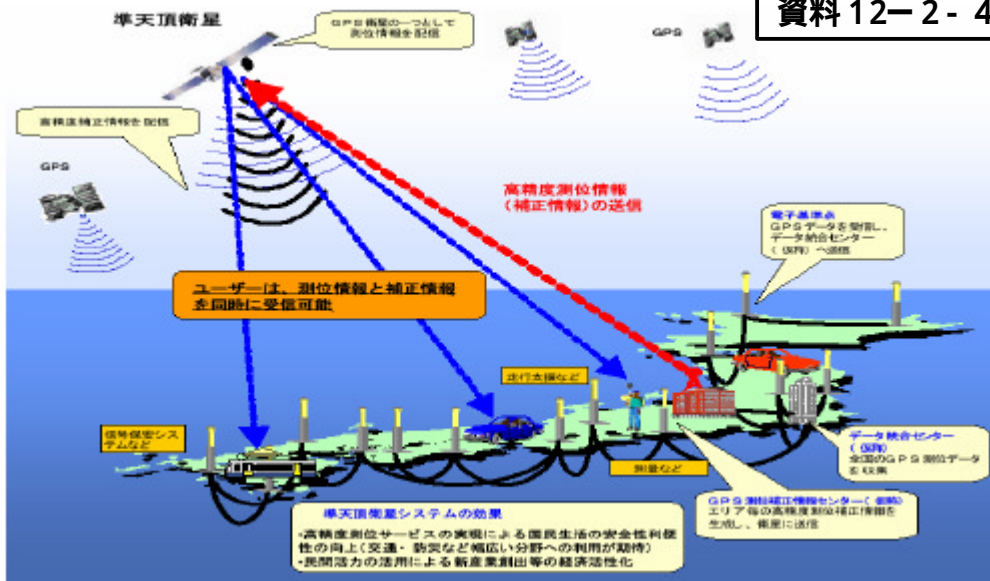 資料 12－2 - 4
準天頂衛星
GPS衛星の一つとして
測位情報を配信
GPS
高精度補正情報を配信
GPS
高精度測位情報
(補正情報)の送信
電子基準点
GPSデータを受信し、
データ統合センター
(仮称)へ送信
ユーザーは、測位情報と補正情報
を同時に受信可能
走行支援など
信号保安シス
テムなど
測量など
データ統合センター
(仮称)
全国のGPS測位データ
を収集
GPS測位補正情報センター(仮称)
エリア毎の高精度測位補正情報を
生成し、衛星に送信
準天頂衛星システムの効果
・高精度測位サービスの実現による国民生活の安全性利便
性の向上(交通・防災など幅広い分野への利用が期待)
・民間活力の活用による新産業創出等の経済活性化